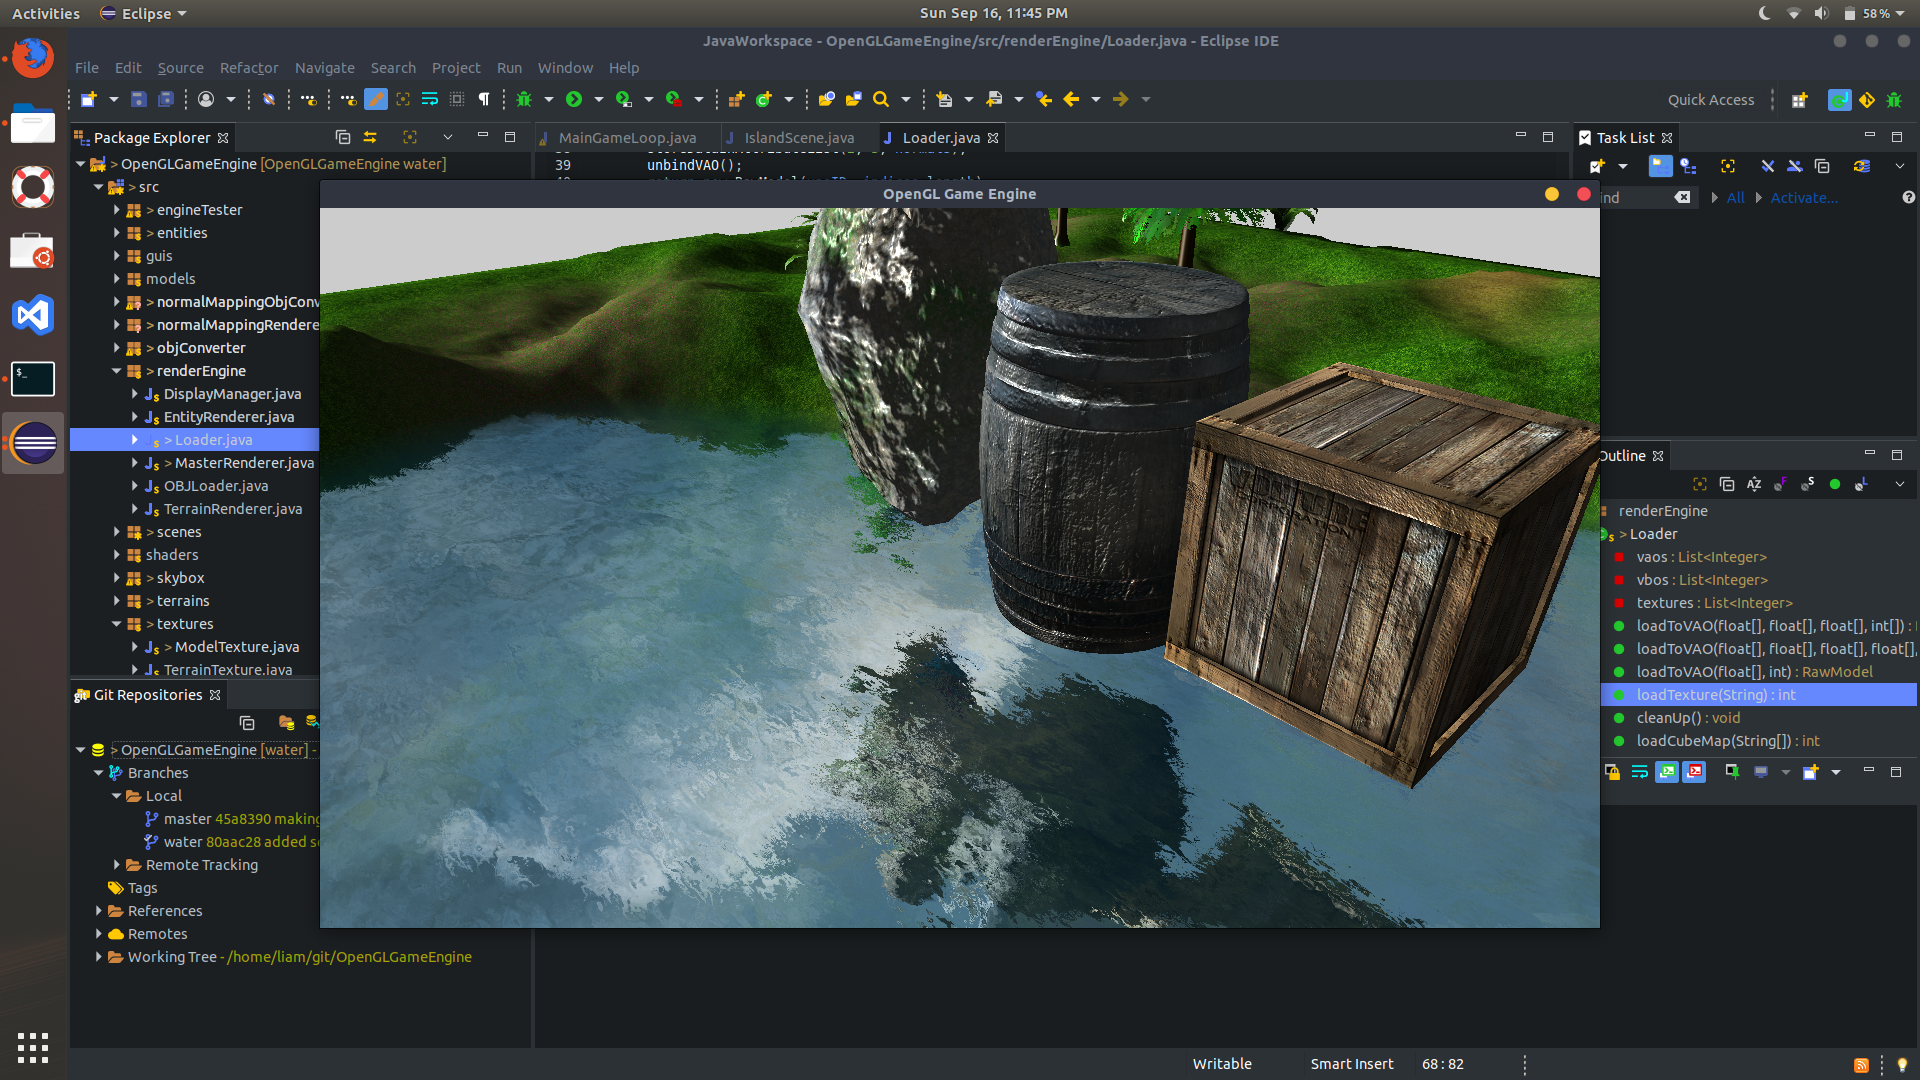 Activities
Eclipse
Sun Sep 16, 11:45 PM
58 %
JavaWorkspace - OpenGLGameEngine/src/renderEngine/Loader.java - Eclipse IDE
File Edit Source Refactor Navigate Search Project Run Window Help
Quick Access
Package Explorer
> OpenGLGameEngine [OpenGLGameEngine water]
> src
> engineTester
> entities
guis
models
> normalMappingObjConv
> normalMappingRendere
> objConverter
> renderEngine
DisplayManager.java
EntityRenderer.java
> Loader.java
> MasterRenderer.java
OBJLoader.java
TerrainRenderer.java
> scenes
shaders
> skybox
> terrains
> textures
> ModelTexture.java
TerrainTexture.java
Git Repositories
> OpenGLGameEngine [water] -
Branches
Local
master 45a8390 making
water 80aac28 added s
Remote Tracking
Tags
References
Remotes
Working Tree - /home/liam/git/OpenGLGameEngine
MainGameLoop.java
IslandScene.java
Loader.java
39 unbindVAO();
OpenGL Game Engine
Task List
ind
All
Activate...
Outline
renderEngine
> Loader
vaos : List<Integer>
vbos : List<Integer>
textures : List<Integer>
loadToVAO(float[], float[], float[], int[]) :
loadToVAO(float[], float[], float[], float[],
loadToVAO(float[], int) : RawModel
loadTexture(String) : int
cleanUp() : void
loadCubeMap(String[]) : int
Writable
Smart Insert
68 : 82